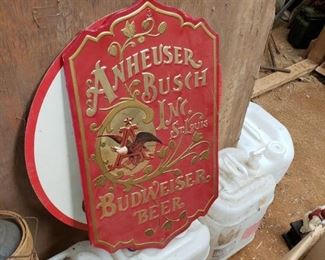 ANHEUSER
BUSCH
INC.
ST. LOUIS
BUDWEISER
BEER